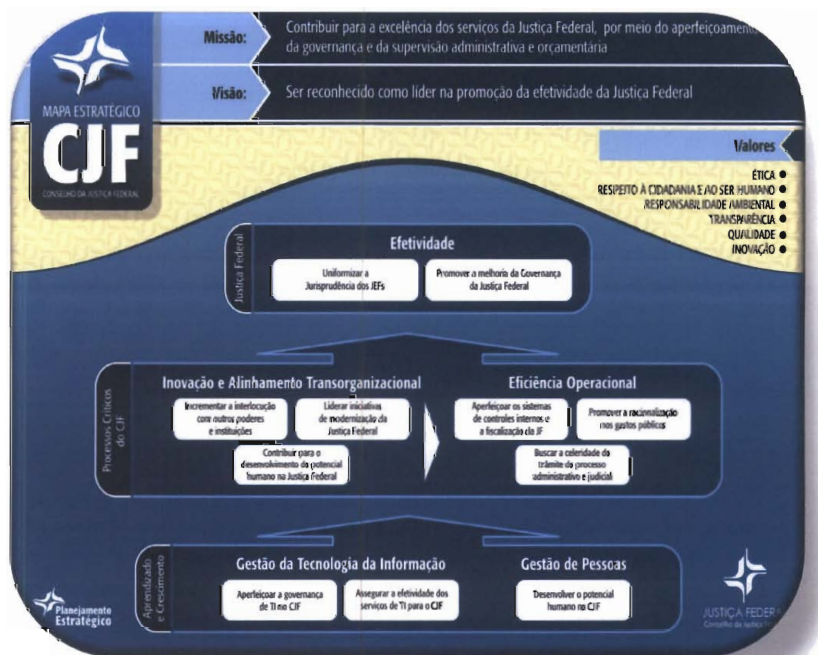 Missão:
Contribuir para a excelência dos serviços da Justiça Federal, por meio do aperfeiçoamento
da governança e da supervisão administrativa e orçamentária
Visão:
Ser reconhecido como líder na promoção da efetividade da Justiça Federal
MAPA ESTRATÉGICO
CJF
CONSELHO DA JUSTIÇA FEDERAL
Valores
ÉTICA
RESPEITO À CIDADANIA E AO SER HUMANO
RESPONSABILIDADE AMBIENTAL
TRANSPARÊNCIA
QUALIDADE
INOVAÇÃO
Justiça Federal
Efetividade
Uniformizar a
Jurisprudência dos JEFs
Promover a melhoria da Governança
da Justiça Federal
Processos Críticos
do CJF
Inovação e Alinhamento Transorganizacional
Incrementar a interlocução
com outros poderes
e instituições
Liderar iniciativas
de modernização da
Justiça Federal
Contribuir para o
desenvolvimento do potencial
humano na Justiça Federal
Eficiência Operacional
Aperfeiçoar os sistemas
de controles internos e
a fiscalização da JF
Promover a racionalização
nos gastos públicos
Buscar a celeridade do
trâmite do processo
administrativo e judicial
Aprendizado
e Crescimento
Gestão da Tecnologia da Informação
Aperfeiçoar a governança
de TI no CJF
Assegurar a efetividade dos
serviços de TI para o CJF
Gestão de Pessoas
Desenvolver o potencial
humano no CJF
Planejamento
Estratégico
JUSTIÇA FEDER
Conselho da Justiça Fe